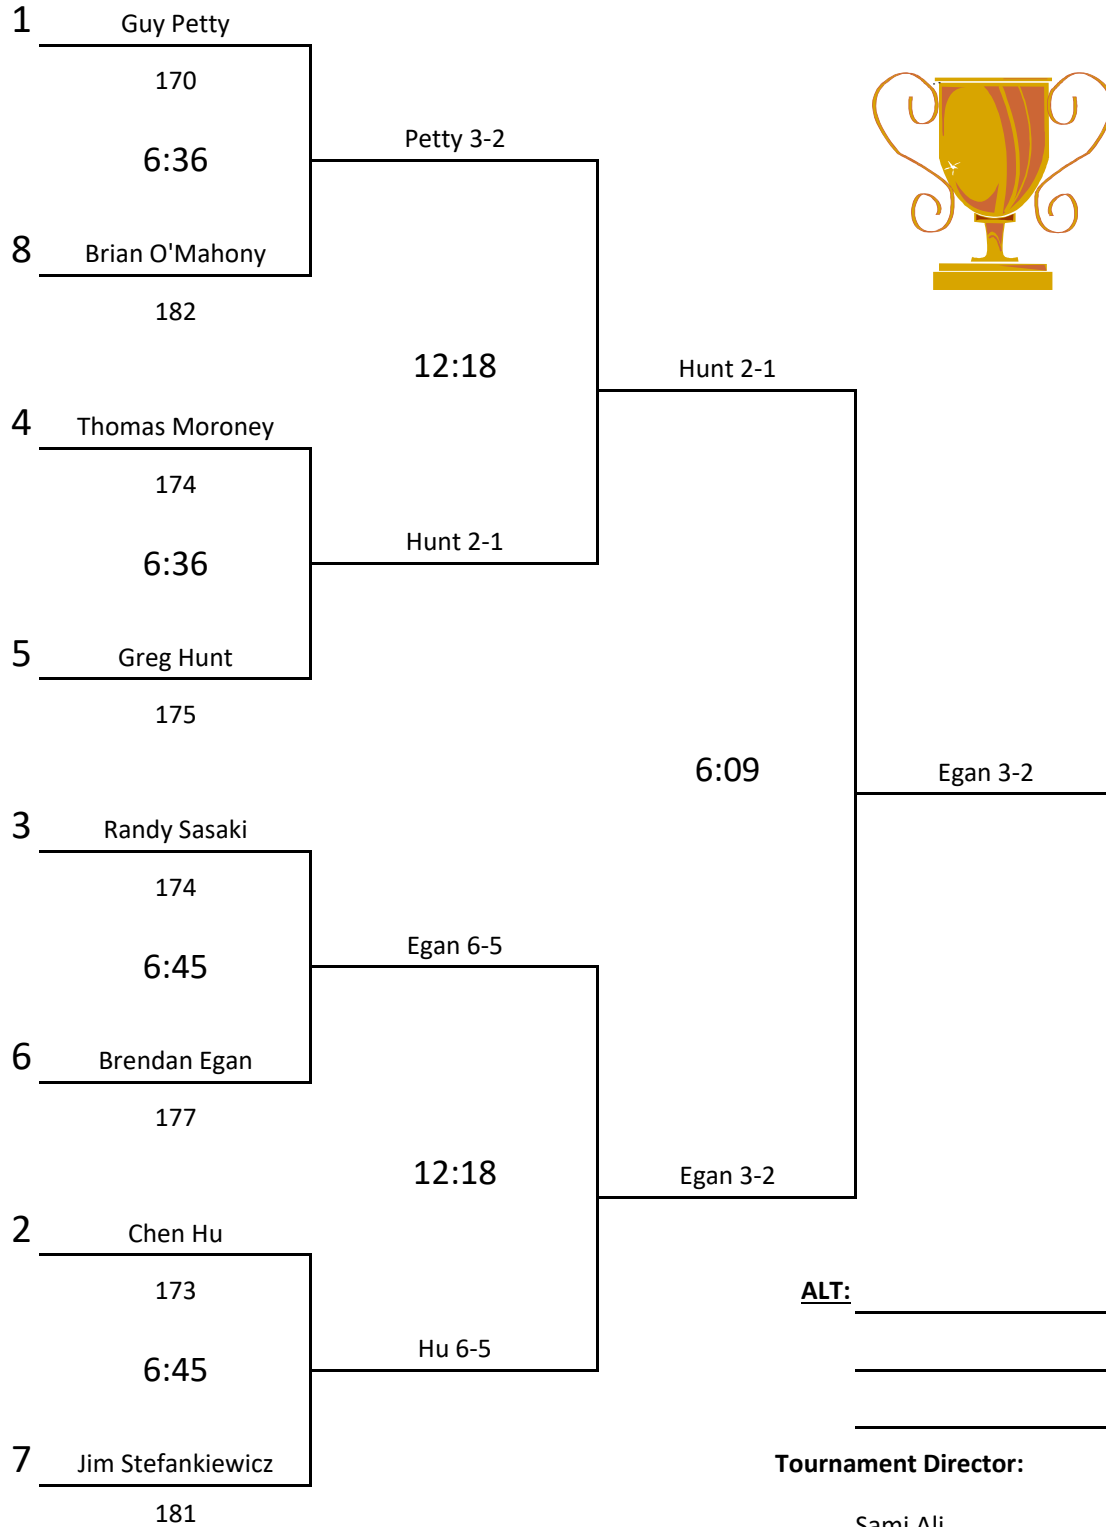 1 Guy Petty
170
6:36
Petty 3-2
8 Brian O'Mahony
182
12:18
Hunt 2-1
4 Thomas Moroney
174
6:36
Hunt 2-1
5 Greg Hunt
175
6:09
Egan 3-2
3 Randy Sasaki
174
6:45
Egan 6-5
6 Brendan Egan
177
12:18
Egan 3-2
2 Chen Hu
173
ALT:
6:45
Hu 6-5
7 Jim Stefankiewicz
181
Tournament Director:
Sami Ali